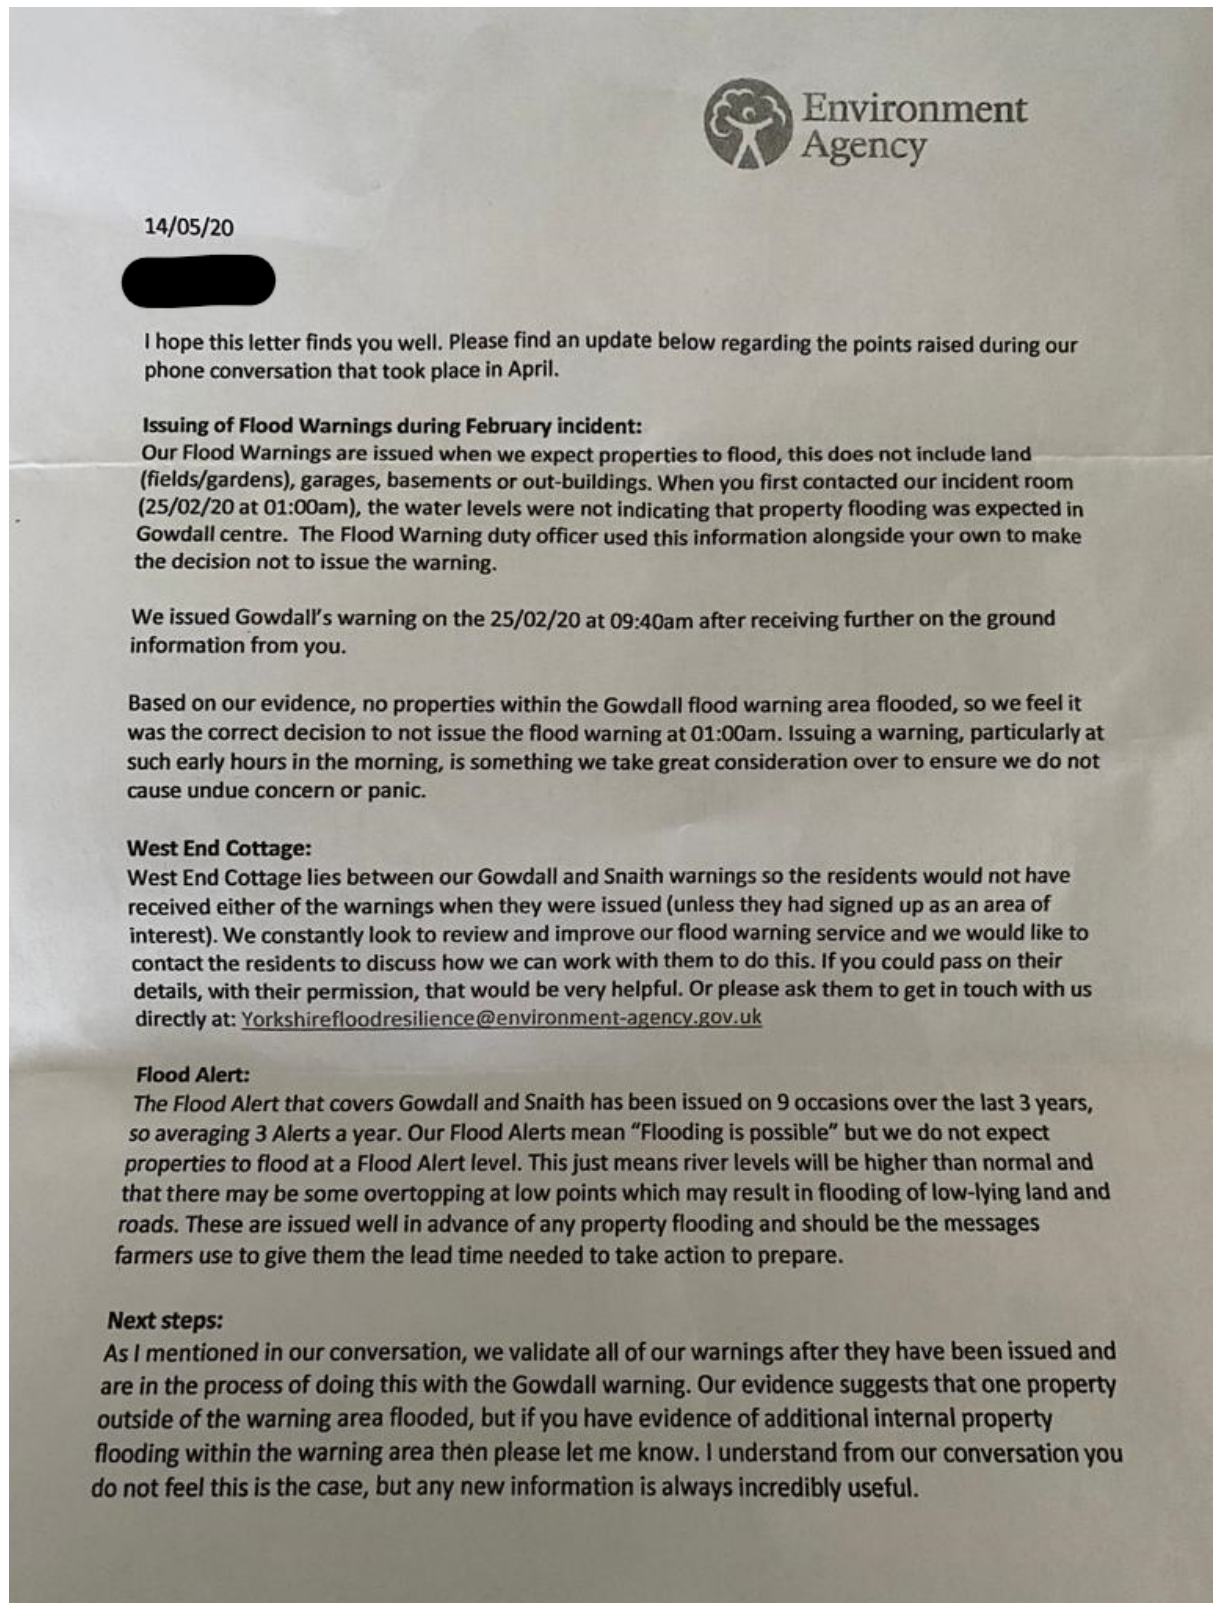 Environment
Agency
14/05/20
I hope this letter finds you well. Please find an update below regarding the points raised during our
phone conversation that took place in April.
Issuing of Flood Warnings during February incident:
Our Flood Warnings are issued when we expect properties to flood, this does not include land
(fields/gardens), garages, basements or out-buildings. When you first contacted our incident room
(25/02/20 at 01:00am), the water levels were not indicating that property flooding was expected in
Gowdall centre. The Flood Warning duty officer used this information alongside your own to make
the decision not to issue the warning.
We issued Gowdall's warning on the 25/02/20 at 09:40am after receiving further on the ground
information from you.
Based on our evidence, no properties within the Gowdall flood warning area flooded, so we feel it
was the correct decision to not issue the flood warning at 01:00am. Issuing a warning, particularly at
such early hours in the morning, is something we take great consideration over to ensure we do not
cause undue concern or panic.
West End Cottage:
West End Cottage lies between our Gowdall and Snaith warnings so the residents would not have
received either of the warnings when they were issued (unless they had signed up as an area of
interest). We constantly look to review and improve our flood warning service and we would like to
contact the residents to discuss how we can work with them to do this. If you could pass on their
details, with their permission, that would be very helpful. Or please ask them to get in touch with us
directly at: Yorkshirefloodresilience@environment-agency.gov.uk
Flood Alert:
The Flood Alert that covers Gowdall and Snaith has been issued on 9 occasions over the last 3 years,
so averaging 3 Alerts a year. Our Flood Alerts mean "Flooding is possible" but we do not expect
properties to flood at a Flood Alert level. This just means river levels will be higher than normal and
that there may be some overtopping at low points which may result in flooding of low-lying land and
roads. These are issued well in advance of any property flooding and should be the messages
farmers use to give them the lead time needed to take action to prepare.
Next steps:
As I mentioned in our conversation, we validate all of our warnings after they have been issued and
are in the process of doing this with the Gowdall warning. Our evidence suggests that one property
outside of the warning area flooded, but if you have evidence of additional internal property
flooding within the warning area then please let me know. I understand from our conversation you
do not feel this is the case, but any new information is always incredibly useful.